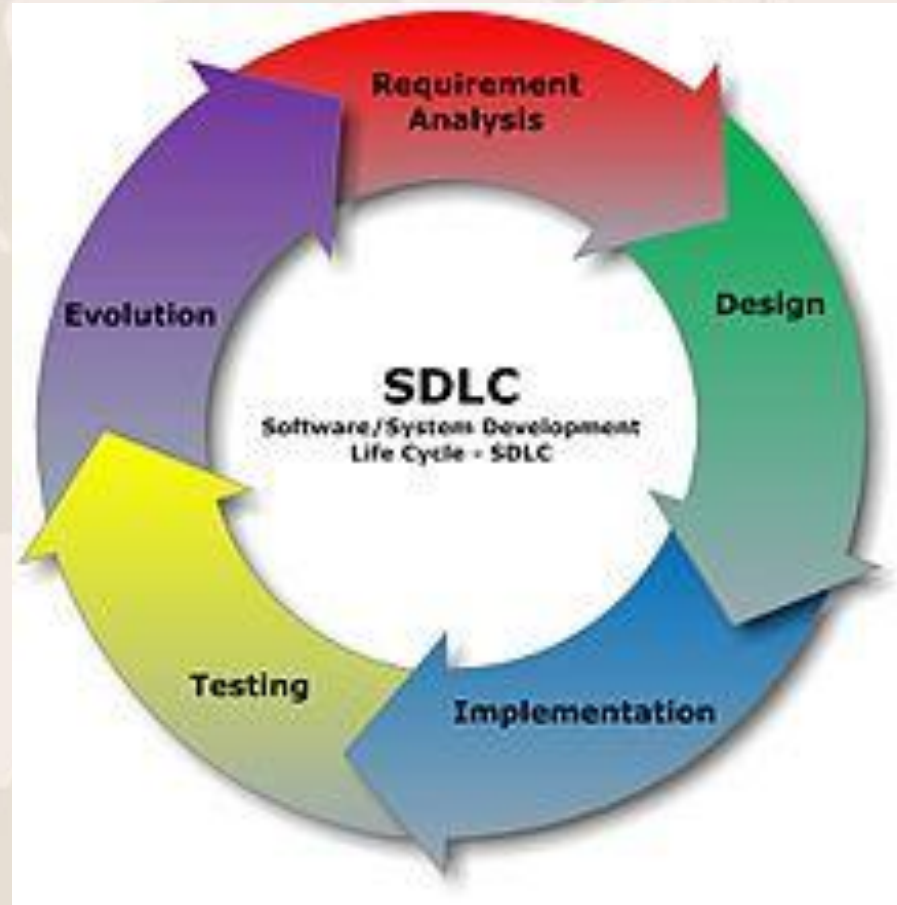 Requirement
Analysis
Design
Implementation
Testing
Evolution
SDLC
Software/System Development
Life Cycle - SDLC